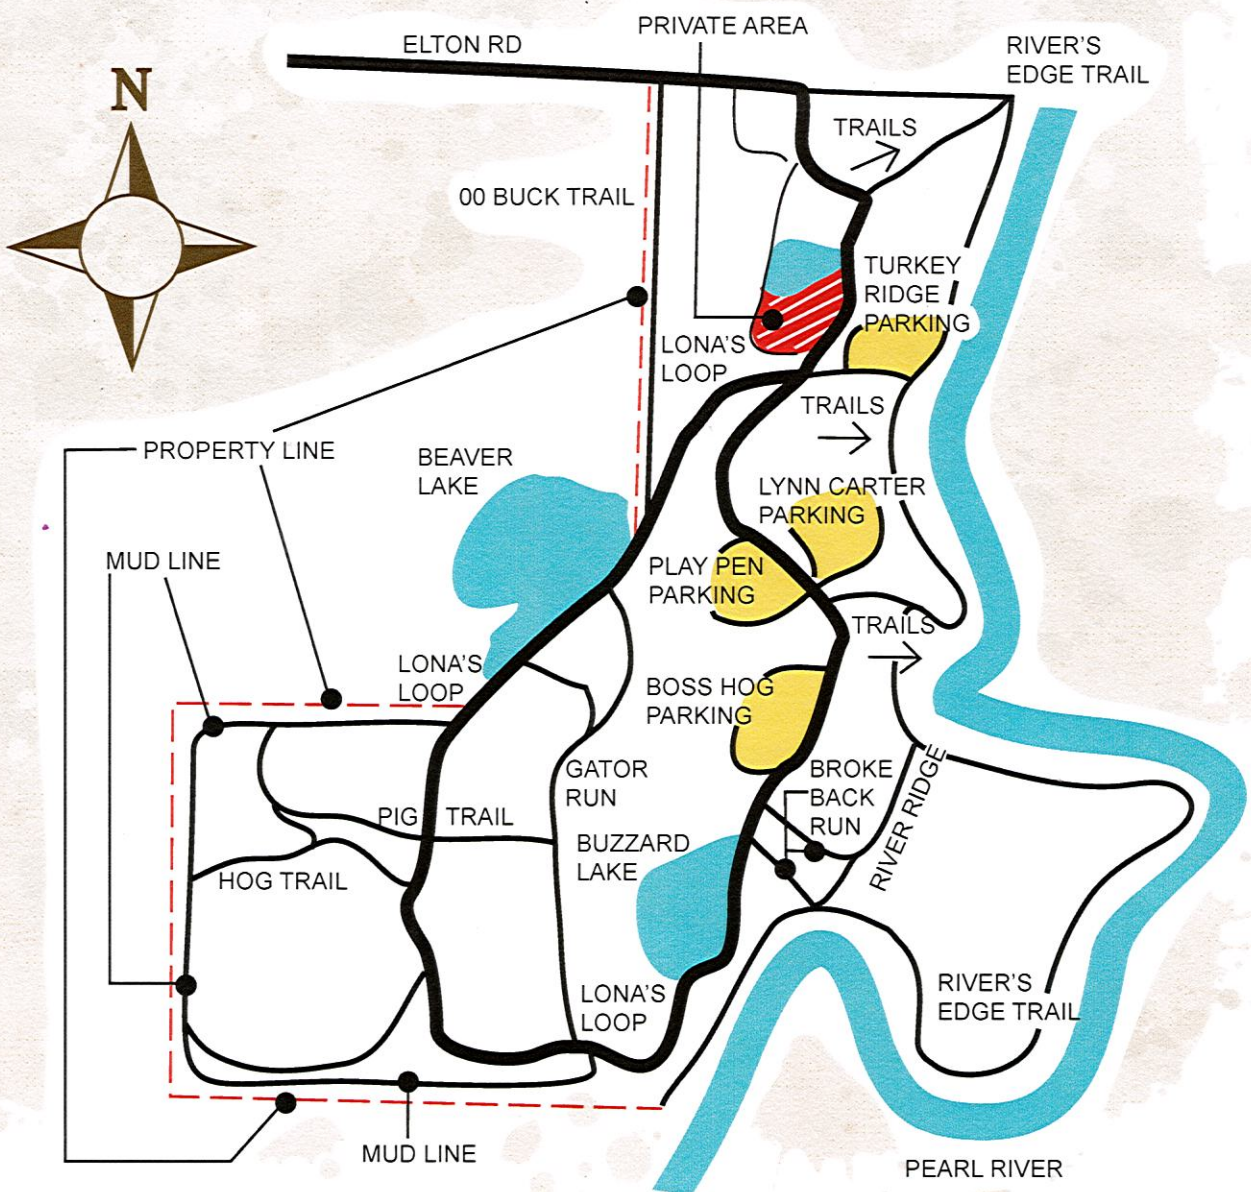 PRIVATE AREA
ELTON RD
RIVER'S
EDGE TRAIL
N
TRAILS
00 BUCK TRAIL
TURKEY
RIDGE
PARKING
LONA'S
LOOP
TRAILS
PROPERTY LINE
BEAVER
LAKE
LYNN CARTER
PARKING
MUD LINE
PLAY PEN
PARKING
TRAILS
LONA'S
LOOP
BOSS HOG
PARKING
GATOR
RUN
BROKE
BACK
RUN
RIVER RIDGE
PIG TRAIL
BUZZARD
LAKE
HOG TRAIL
LONA'S
LOOP
RIVER'S
EDGE TRAIL
MUD LINE
PEARL RIVER